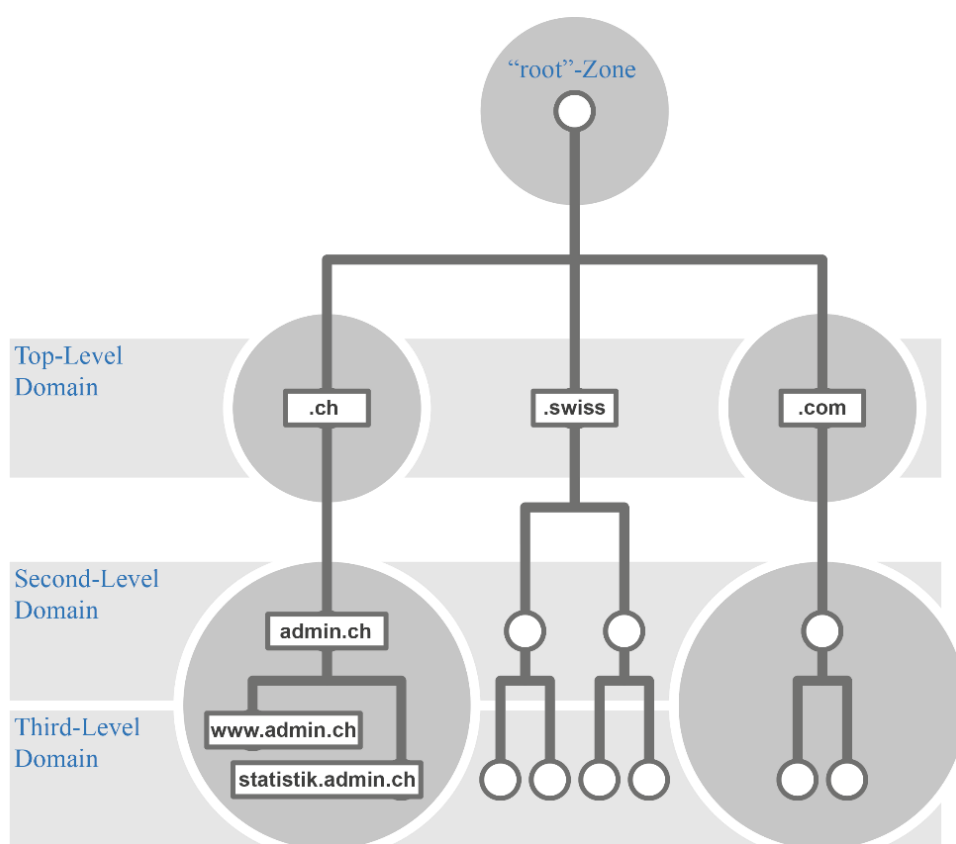 “root”-Zone
Top-Level
Domain
.ch
.swiss
.com
Second-Level
Domain
admin.ch
Third-Level
Domain
www.admin.ch
statistik.admin.ch